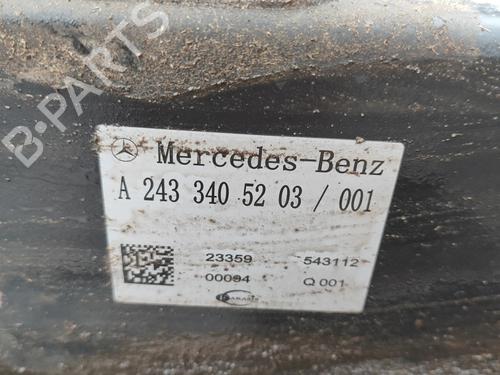 B-PARTS
Mercedes-Benz
A 243 340 52 03 / 001
23359 543112
00094 Q 001